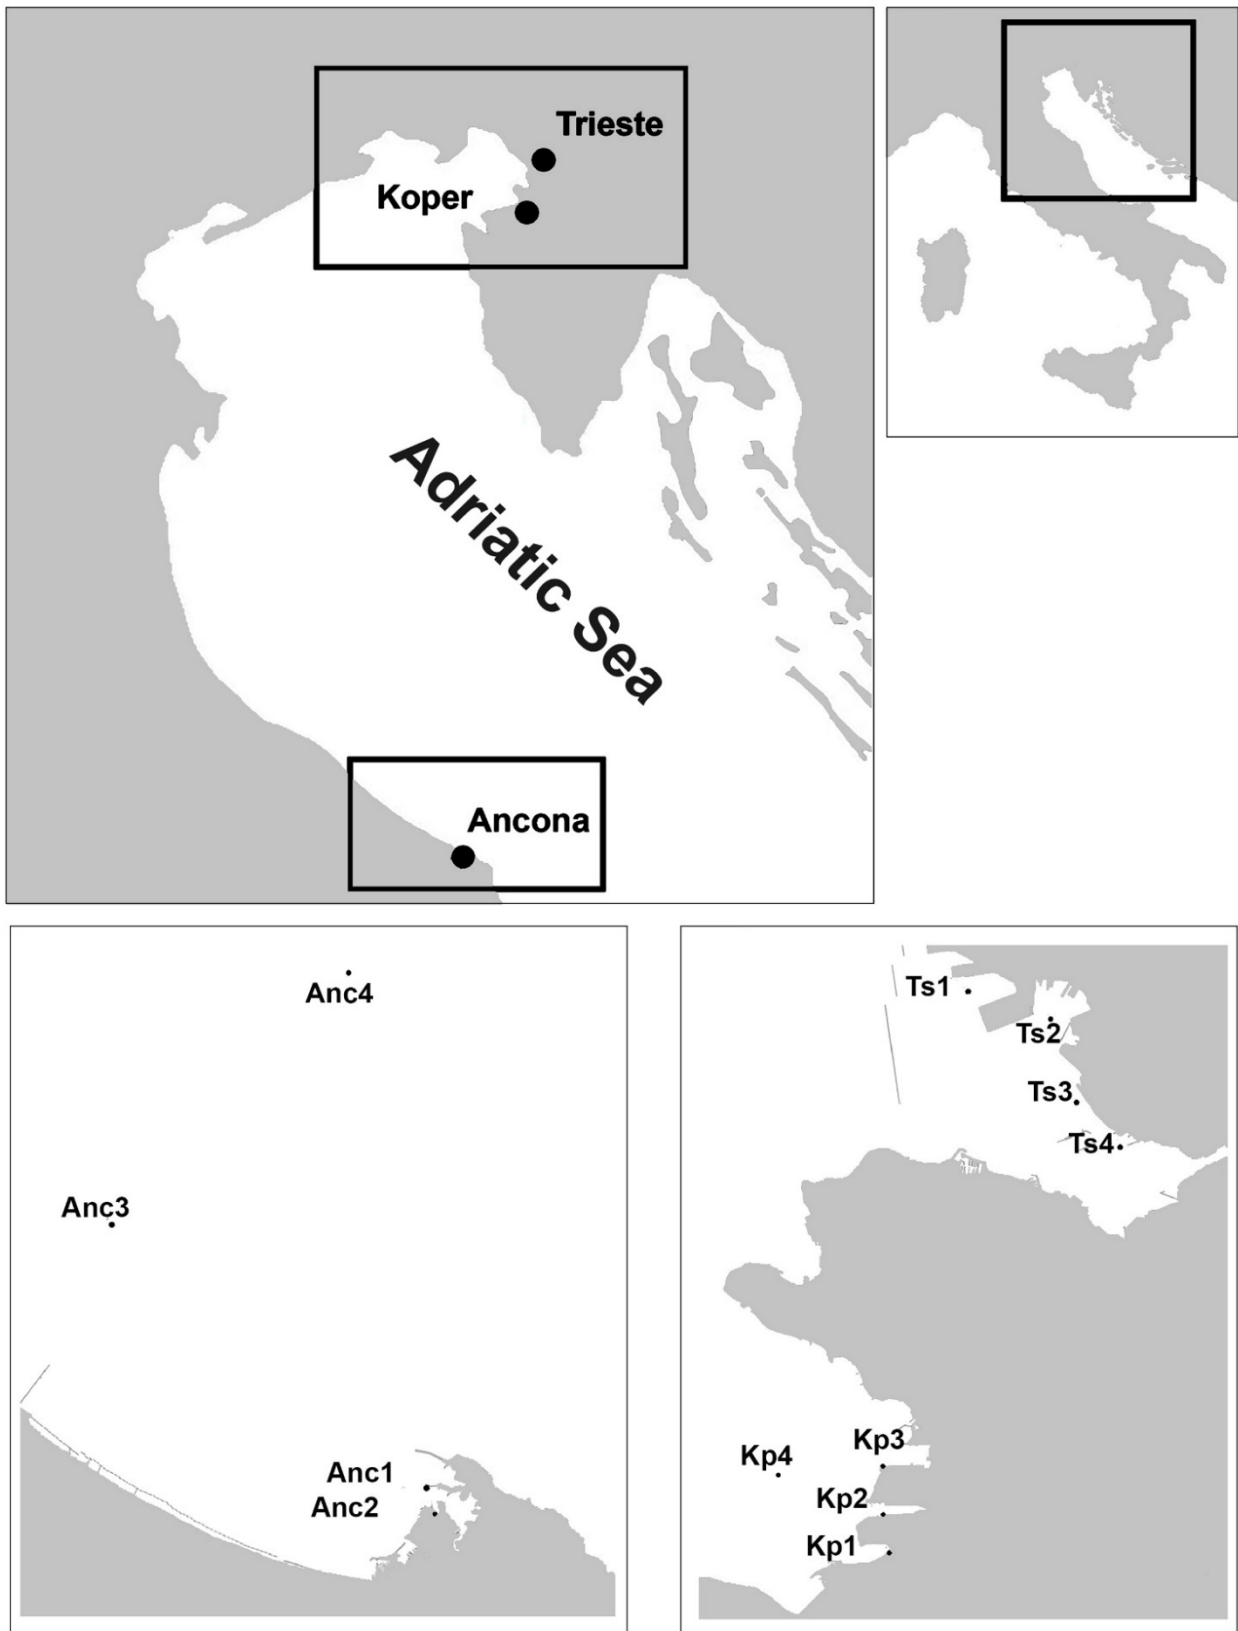 Trieste
Koper
Adriatic Sea
Ancona
Anc4
Anc3
Anc1
Anc2
Ts1
Ts2
Ts3
Ts4
Kp3
Kp4
Kp2
Kp1